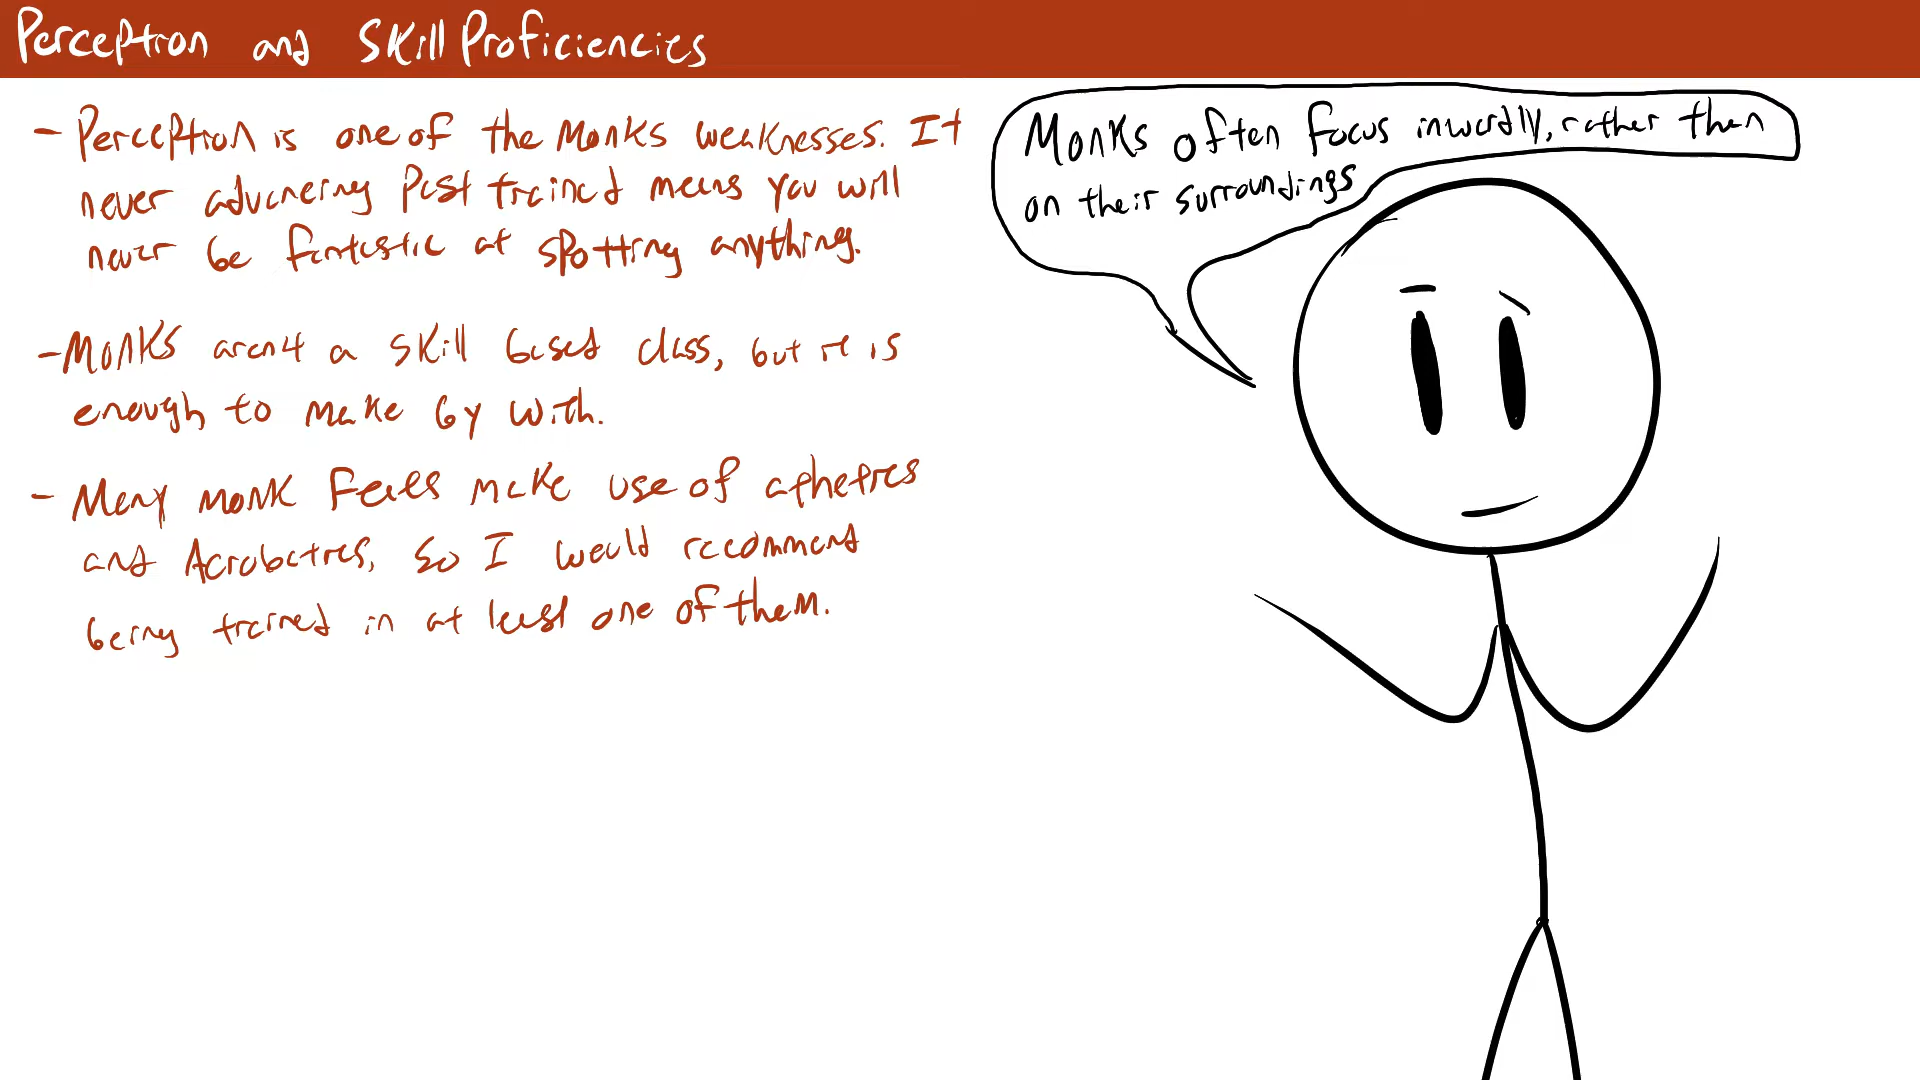 Perception and Skill Proficiencies
- Perception is one of the Monks weaknesses. It
never advancing Past trained means you will
never be fantastic at spotting anything.
- Monks arent a skill based class, but it is
enough to make by with.
- Many monk Feats make use of athletics
and Acrobatics, so I would recommend
being trained in at least one of them.
Monks often focus inwardly, rather than
on their surroundings